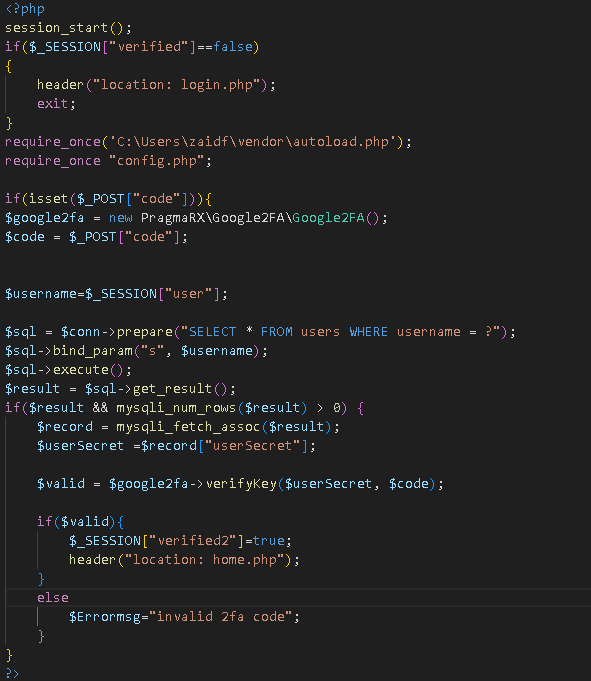 <?php
session_start();
if($_SESSION["verified"]==false)
{
    header("location: login.php");
    exit;
}
require_once('C:\Users\zaidf\vendor\autoload.php');
require_once "config.php";

if(isset($_POST["code"])){
$google2fa = new PragmaRX\Google2FA\Google2FA();
$code = $_POST["code"];


$username=$_SESSION["user"];

$sql = $conn->prepare("SELECT * FROM users WHERE username = ?");
$sql->bind_param("s", $username);
$sql->execute();
$result = $sql->get_result();
if($result && mysqli_num_rows($result) > 0) {
    $record = mysqli_fetch_assoc($result);
    $userSecret =$record["userSecret"];

    $valid = $google2fa->verifyKey($userSecret, $code);

    if($valid){
        $_SESSION["verified2"]=true;
        header("location: home.php");
    }
    else
        $Errormsg="invalid 2fa code";
    }
}
?>